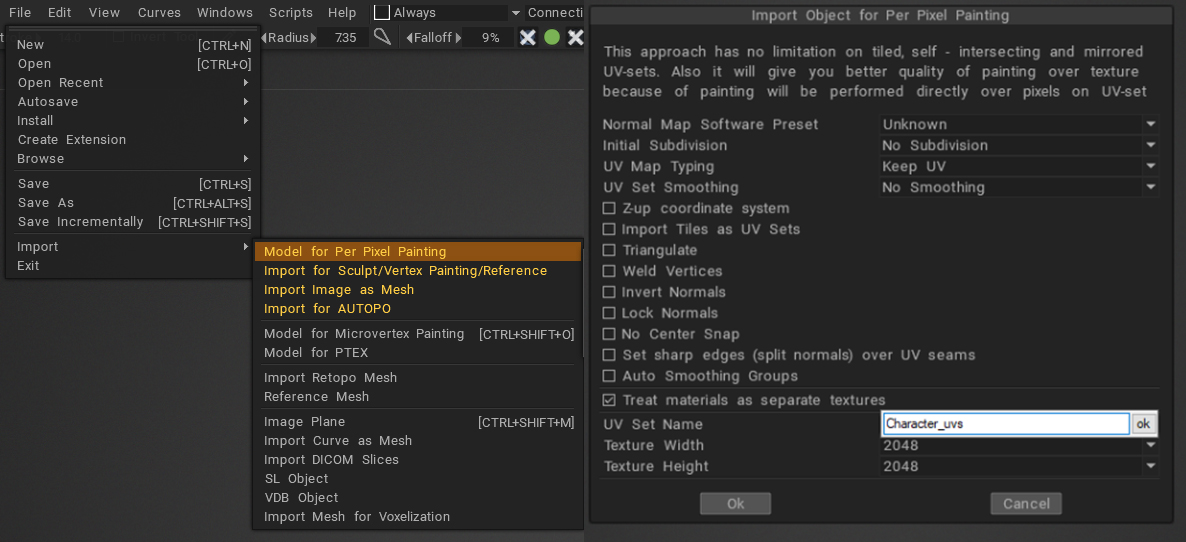 File Edit View Curves Windows Scripts Help Always Connecti
Radius 7.35 Falloff 9%
New [CTRL+N]
Open [CTRL+O]
Open Recent
Autosave
Install
Create Extension
Browse
Save [CTRL+S]
Save As [CTRL+ALT+S]
Save Incrementally [CTRL+SHIFT+S]
Import
Exit
Model for Per Pixel Painting
Import for Sculpt/Vertex Painting/Reference
Import Image as Mesh
Import for AUTOPO
Model for Microvertex Painting [CTRL+SHIFT+O]
Model for PTEX
Import Retopo Mesh
Reference Mesh
Image Plane [CTRL+SHIFT+M]
Import Curve as Mesh
Import DICOM Slices
SL Object
VDB Object
Import Mesh for Voxelization
Import Object for Per Pixel Painting
This approach has no limitation on tiled, self - intersecting and mirrored
UV-sets. Also it will give you better quality of painting over texture
because of painting will be performed directly over pixels on UV-set
Normal Map Software Preset Unknown
Initial Subdivision No Subdivision
UV Map Typing Keep UV
UV Set Smoothing No Smoothing
Z-up coordinate system
Import Tiles as UV Sets
Triangulate
Weld Vertices
Invert Normals
Lock Normals
No Center Snap
Set sharp edges (split normals) over UV seams
Auto Smoothing Groups
Treat materials as separate textures
UV Set Name Character_uvs ok
Texture Width 2048
Texture Height 2048
Ok Cancel